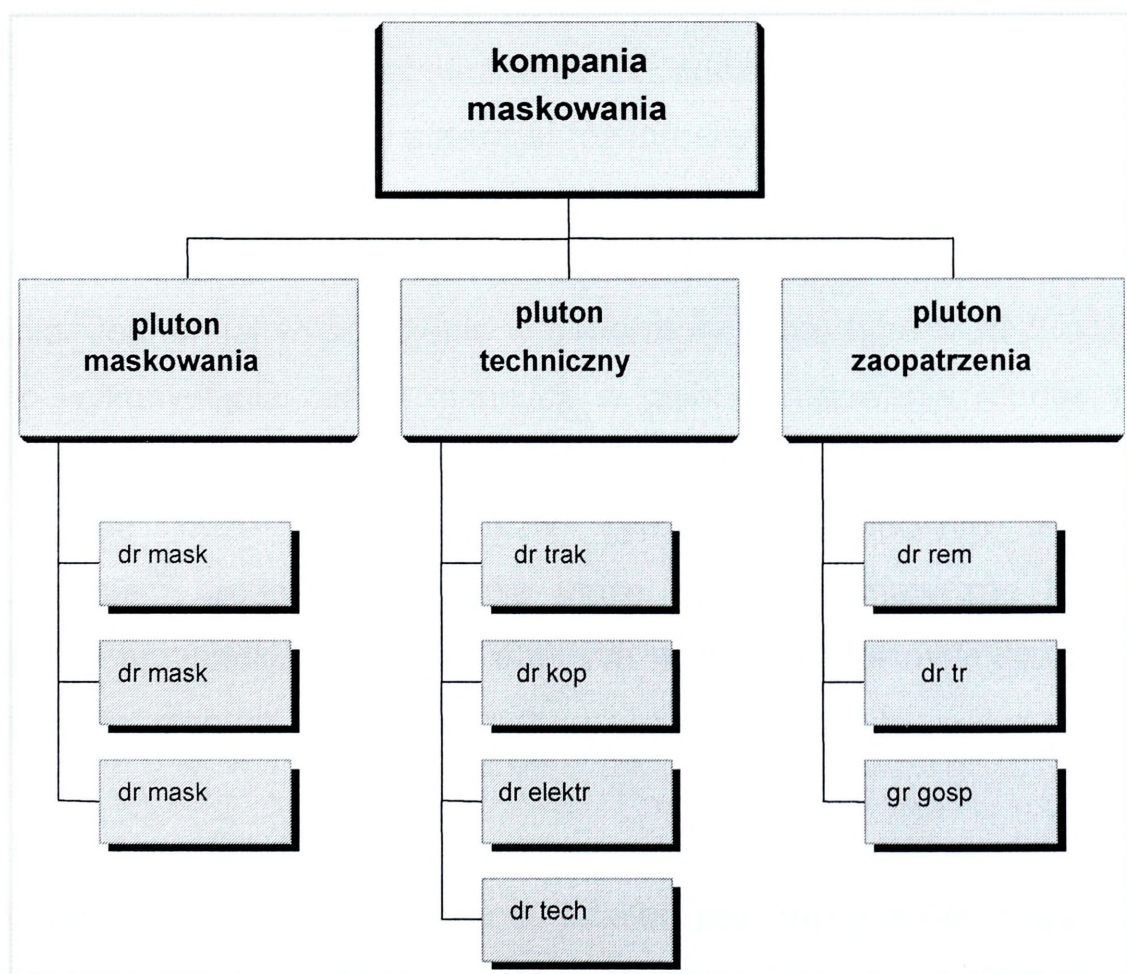 kompania
maskowania
pluton
maskowania
pluton
techniczny
pluton
zaopatrzenia
dr mask
dr mask
dr mask
dr trak
dr kop
dr elektr
dr tech
dr rem
dr tr
gr gosp